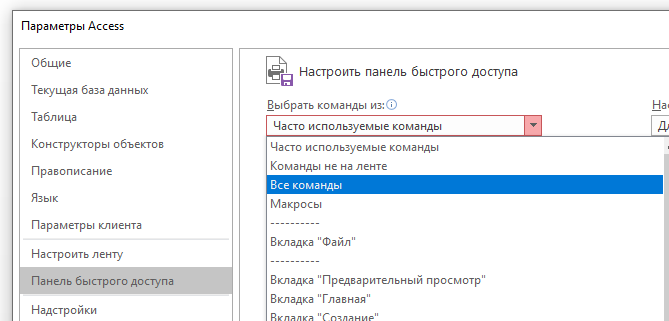 Параметры Access
Общие
Текущая база данных
Таблица
Конструкторы объектов
Правописание
Язык
Параметры клиента
Настроить ленту
Панель быстрого доступа
Надстройки
Настроить панель быстрого доступа
Выбрать команды из:
Часто используемые команды
Часто используемые команды
Команды не на ленте
Все команды
Макросы
----------
Вкладка "Файл"
----------
Вкладка "Предварительный просмотр"
Вкладка "Главная"
Вкладка "Создание"